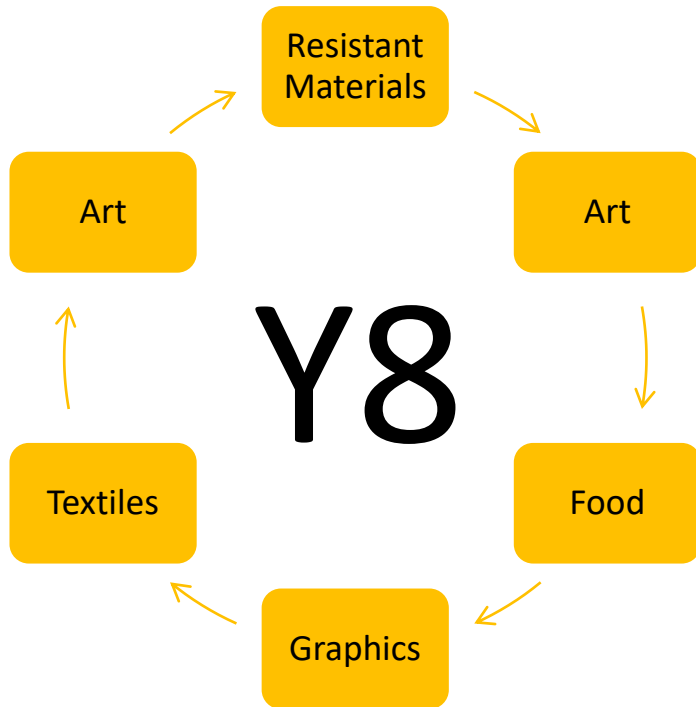 Resistant
Materials
Art
Art
Y8
Textiles
Food
Graphics